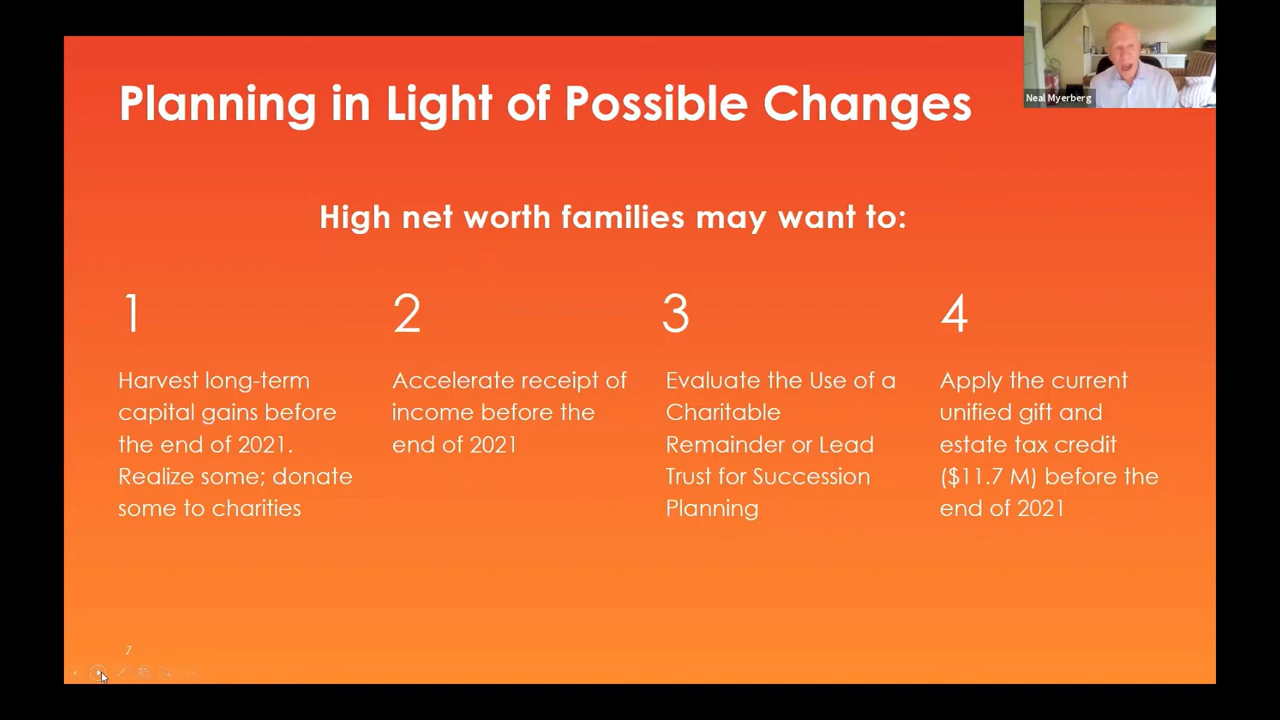 Planning in Light of Possible Changes
Neal Myerberg
High net worth families may want to:
1
Harvest long-term
capital gains before
the end of 2021.
Realize some; donate
some to charities
2
Accelerate receipt of
income before the
end of 2021
3
Evaluate the Use of a
Charitable
Remainder or Lead
Trust for Succession
Planning
4
Apply the current
unified gift and
estate tax credit
($11.7 M) before the
end of 2021
7